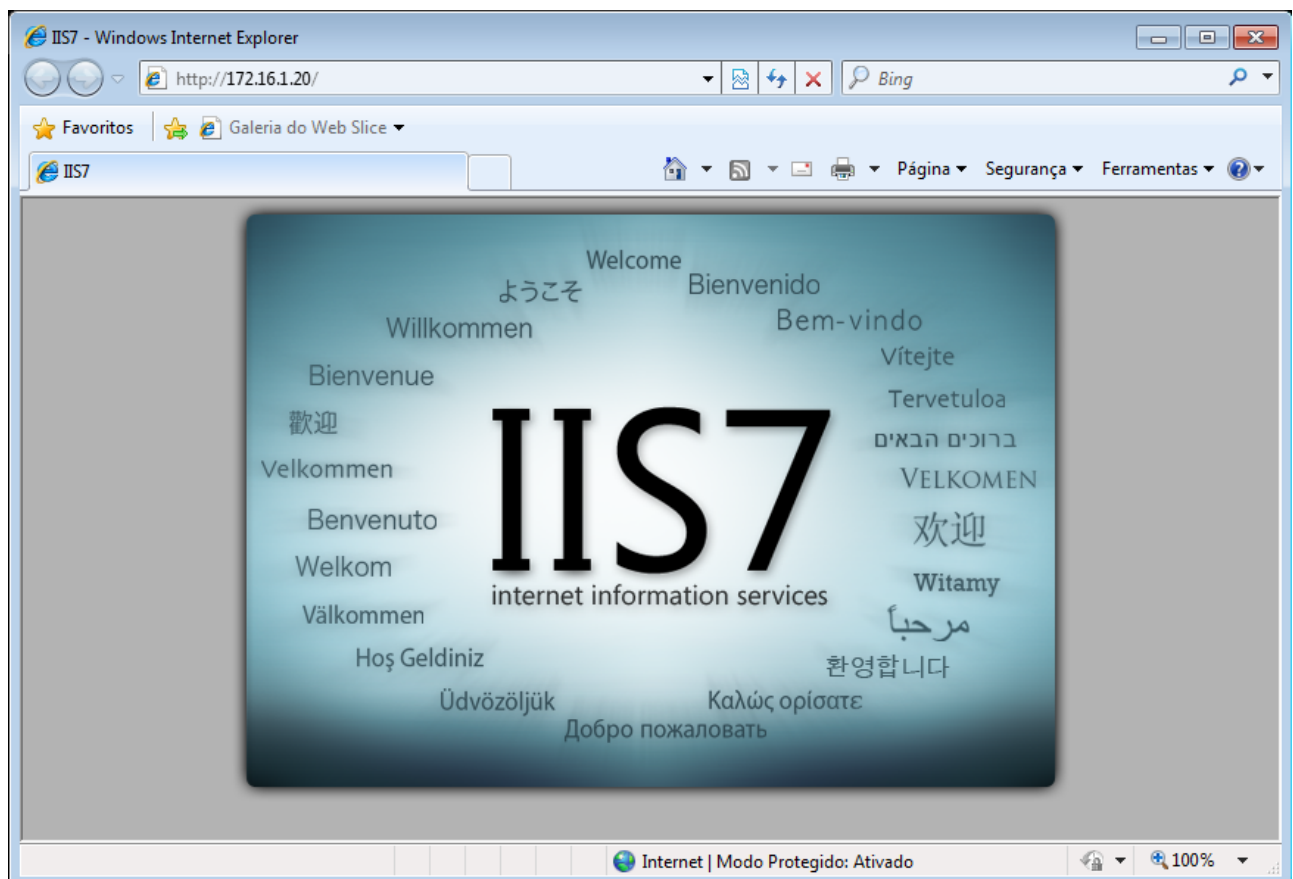 IIS7 - Windows Internet Explorer
http://172.16.1.20/
Bing
Favoritos
Galeria do Web Slice
IIS7
Página
Segurança
Ferramentas
Welcome
ようこそ
Bienvenido
Willkommen
Bem-vindo
Vítejte
Bienvenue
Tervetuloa
歡迎
ברוכים הבאים
Velkommen
VELKOMEN
Benvenuto
欢迎
IIS7
Welkom
Witamy
internet information services
Välkommen
مرحباً
Hoş Geldiniz
환영합니다
Üdvözöljük
Καλώς ορίσατε
Добро пожаловать
Internet | Modo Protegido: Ativado
100%